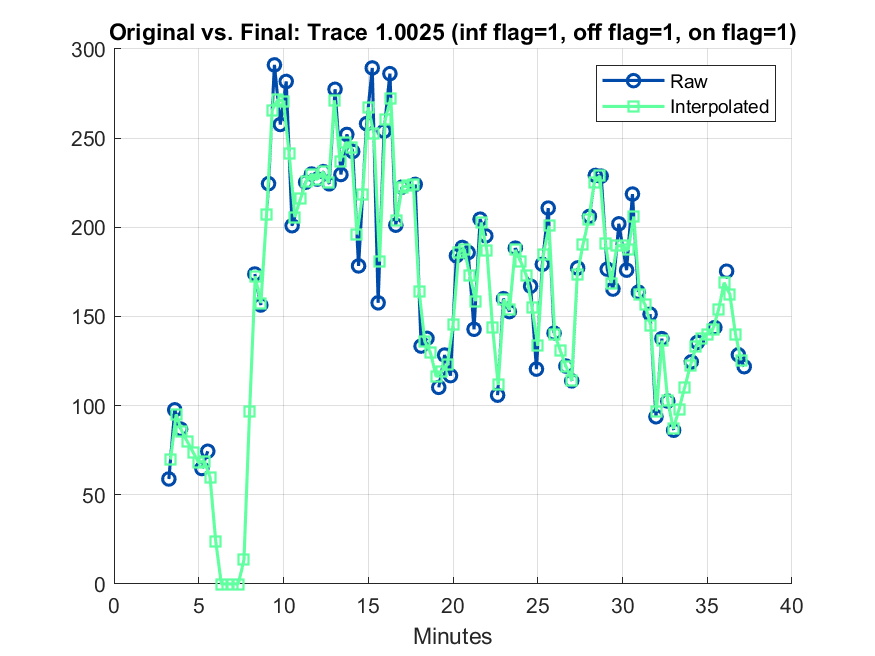 Original vs. Final: Trace 1.0025 (inf flag=1, off flag=1, on flag=1)
300
250
200
150
100
50
0
Raw
Interpolated
0 5 10 15 20 25 30 35 40
Minutes